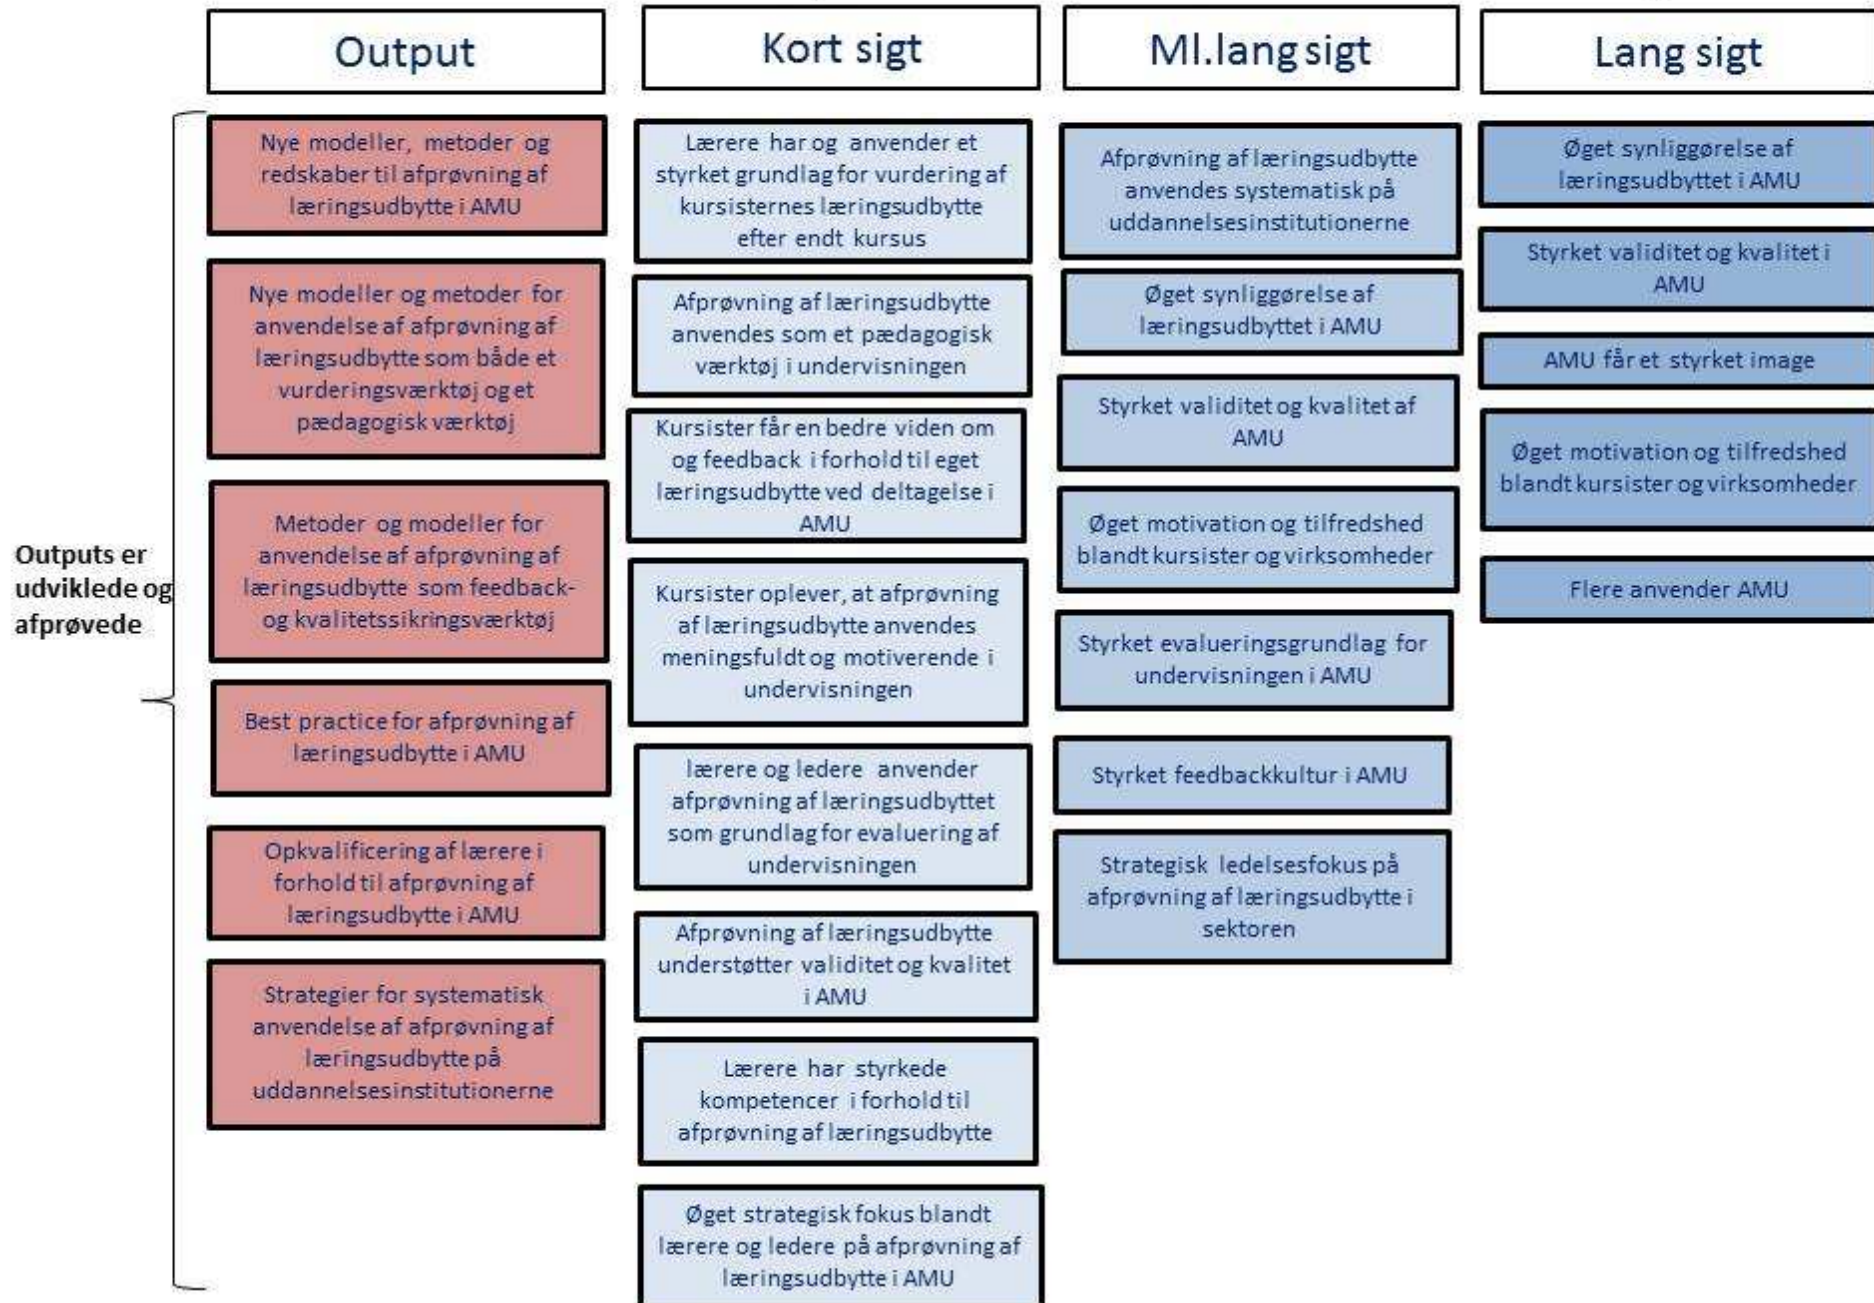 Output
Kort sigt
Ml.lang sigt
Lang sigt
Outputs er
udviklede og
afprøvede
Nye modeller, metoder og
redskaber til afprøvning af
læringsudbytte i AMU
Nye modeller og metoder for
anvendelse af afprøvning af
læringsudbytte som både et
vurderingsværktøj og et
pædagogisk værktøj
Metoder og modeller for
anvendelse af afprøvning af
læringsudbytte som feedback-
og kvalitetssikringsværktøj
Best practice for afprøvning af
læringsudbytte i AMU
Opkvalificering af lærere i
forhold til afprøvning af
læringsudbytte i AMU
Strategier for systematisk
anvendelse af afprøvning af
læringsudbytte på
uddannelsesinstitutionerne
Lærere har og anvender et
styrket grundlag for vurdering af
kursisternes læringsudbytte
efter endt kursus
Afprøvning af læringsudbytte
anvendes som et pædagogisk
værktøj i undervisningen
Kursister får en bedre viden om
og feedback i forhold til eget
læringsudbytte ved deltagelse i
AMU
Kursister oplever, at afprøvning
af læringsudbytte anvendes
meningsfuldt og motiverende i
undervisningen
lærere og ledere anvender
afprøvning af læringsudbyttet
som grundlag for evaluering af
undervisningen
Afprøvning af læringsudbytte
understøtter validitet og kvalitet
i AMU
Lærere har styrkede
kompetencer i forhold til
afprøvning af læringsudbytte
Øget strategisk fokus blandt
lærere og ledere på afprøvning af
læringsudbytte i AMU
Afprøvning af læringsudbytte
anvendes systematisk på
uddannelsesinstitutionerne
Øget synliggørelse af
læringsudbyttet i AMU
Styrket validitet og kvalitet af
AMU
Øget motivation og tilfredshed
blandt kursister og virksomheder
Styrket evalueringsgrundlag for
undervisningen i AMU
Styrket feedbackkultur i AMU
Strategisk ledelsesfokus på
afprøvning af læringsudbytte i
sektoren
Øget synliggørelse af
læringsudbyttet i AMU
Styrket validitet og kvalitet i
AMU
AMU får et styrket image
Øget motivation og tilfredshed
blandt kursister og virksomheder
Flere anvender AMU